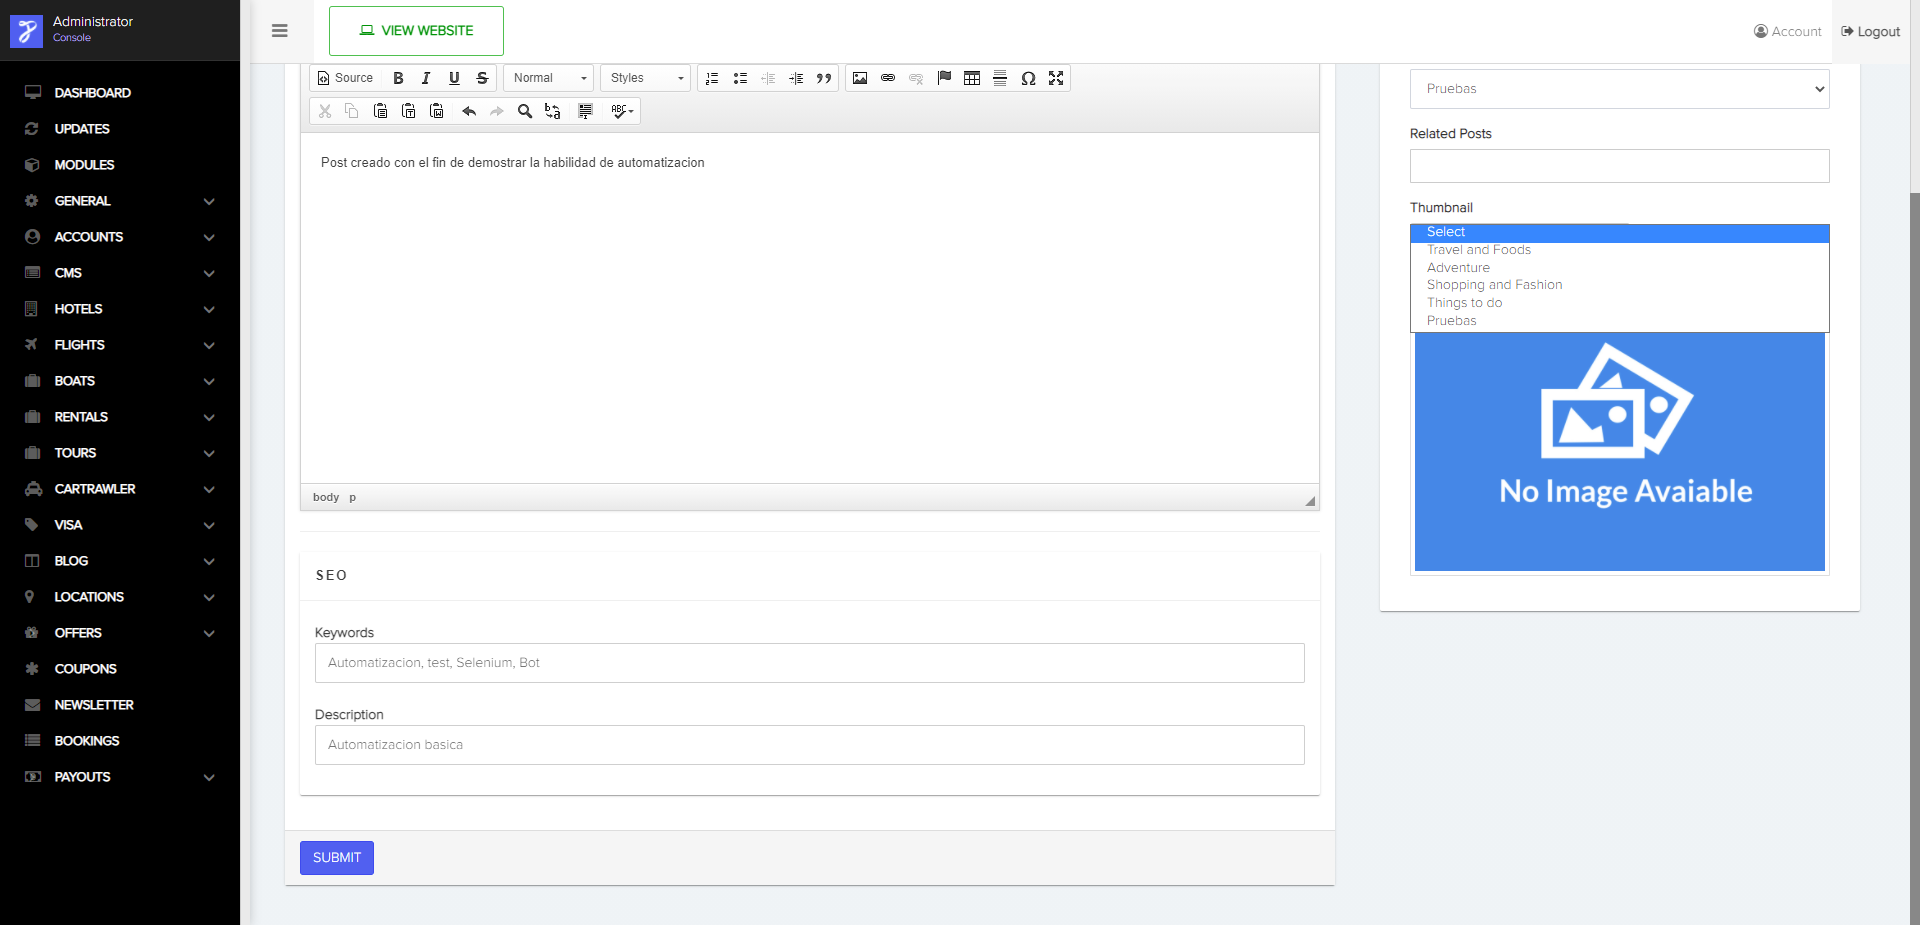 Administrator
Console
DASHBOARD
UPDATES
MODULES
GENERAL
ACCOUNTS
CMS
HOTELS
FLIGHTS
BOATS
RENTALS
TOURS
CARTRAWLER
VISA
BLOG
LOCATIONS
OFFERS
COUPONS
NEWSLETTER
BOOKINGS
PAYOUTS
VIEW WEBSITE
Account
Logout
Source B I U S Normal Styles
ABC
Post creado con el fin de demostrar la habilidad de automatizacion
body p
SEO
Keywords
Automatizacion, test, Selenium, Bot
Description
Automatizacion basica
SUBMIT
Pruebas
Related Posts
Thumbnail
Select
Travel and Foods
Adventure
Shopping and Fashion
Things to do
Pruebas
No Image Avaiable